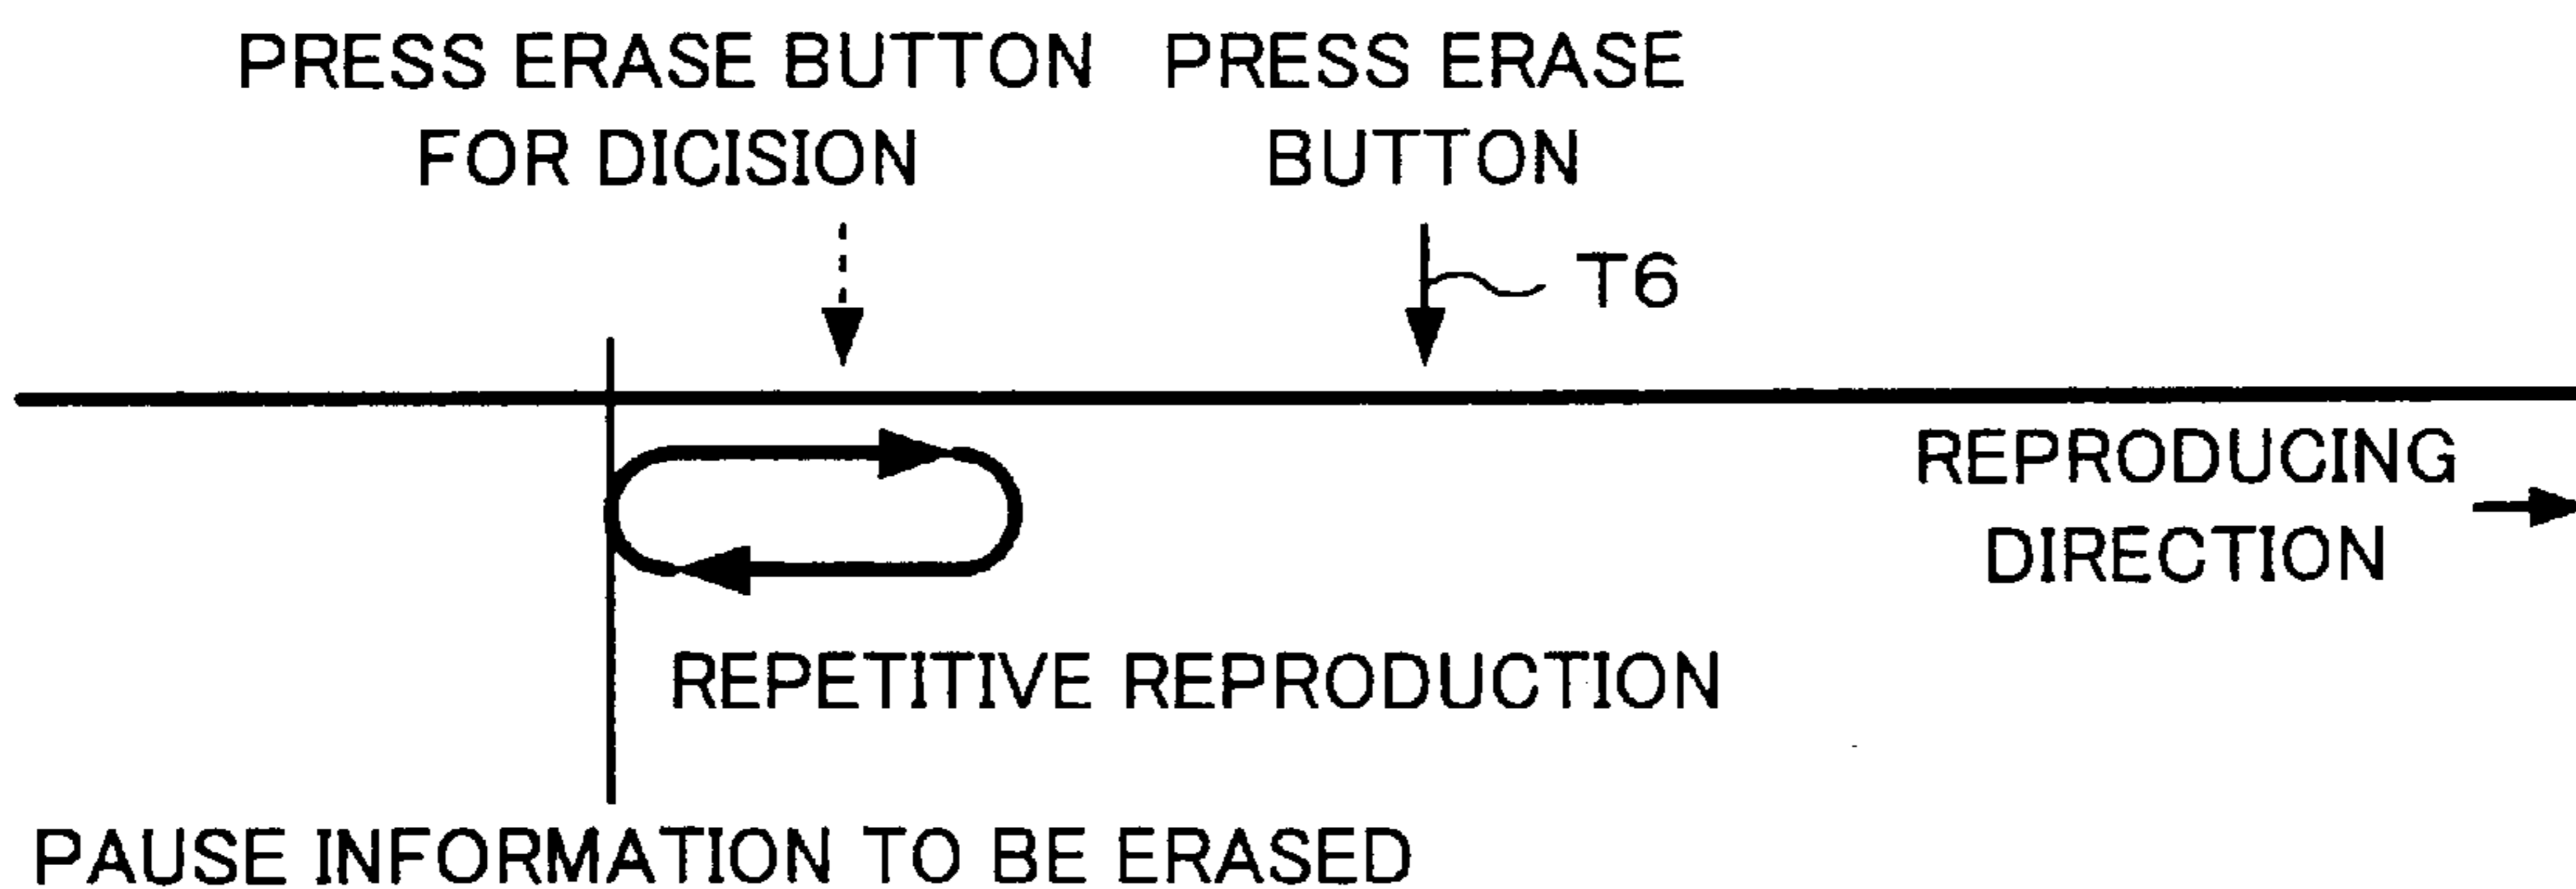 PRESS ERASE BUTTON
FOR DICISION
PRESS ERASE
BUTTON
T6
REPRODUCING
DIRECTION
REPETITIVE REPRODUCTION
PAUSE INFORMATION TO BE ERASED